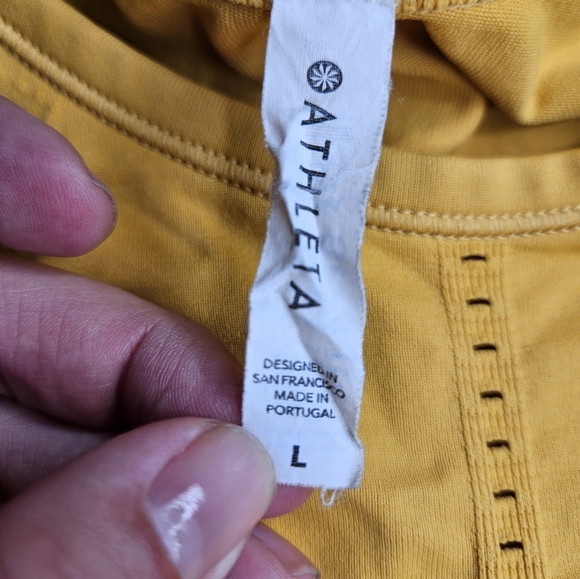 ATHLETA
DESIGNED IN
SAN FRANCISCO
MADE IN
PORTUGAL
L